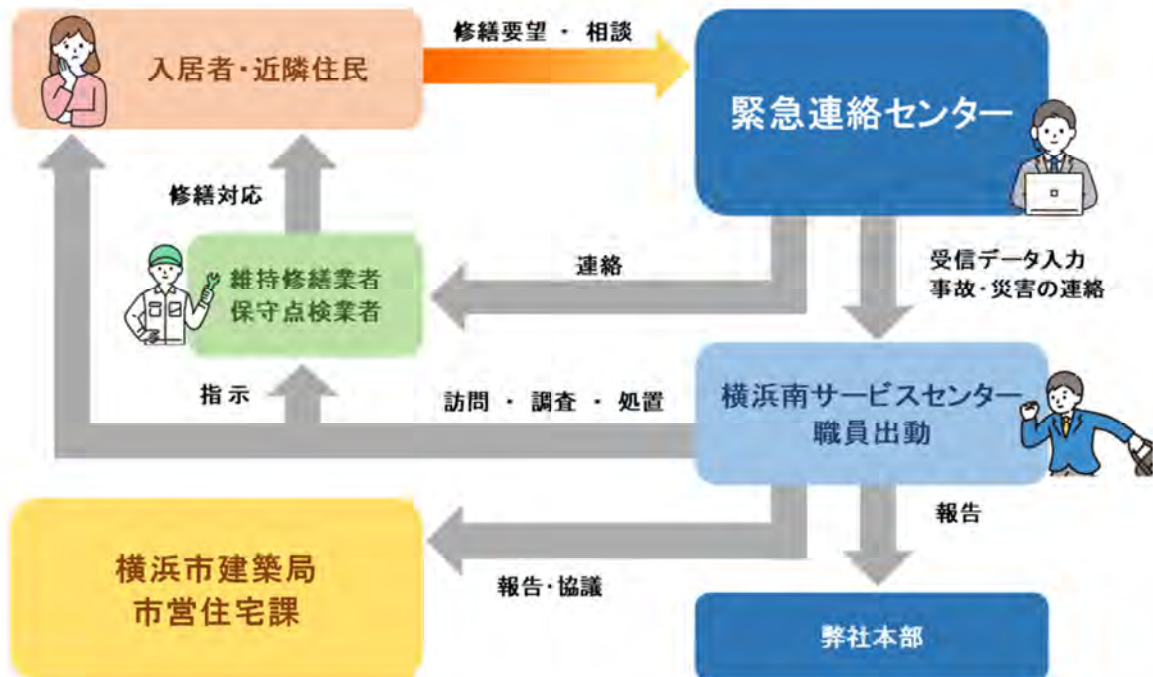 修繕要望 ・ 相談
入居者・近隣住民
緊急連絡センター
修繕対応
維持修繕業者
保守点検業者
連絡
受信データ入力
事故・災害の連絡
指示
訪問 ・ 調査 ・ 処置
横浜南サービスセンター
職員出動
横浜市建築局
市営住宅課
報告・協議
報告
弊社本部